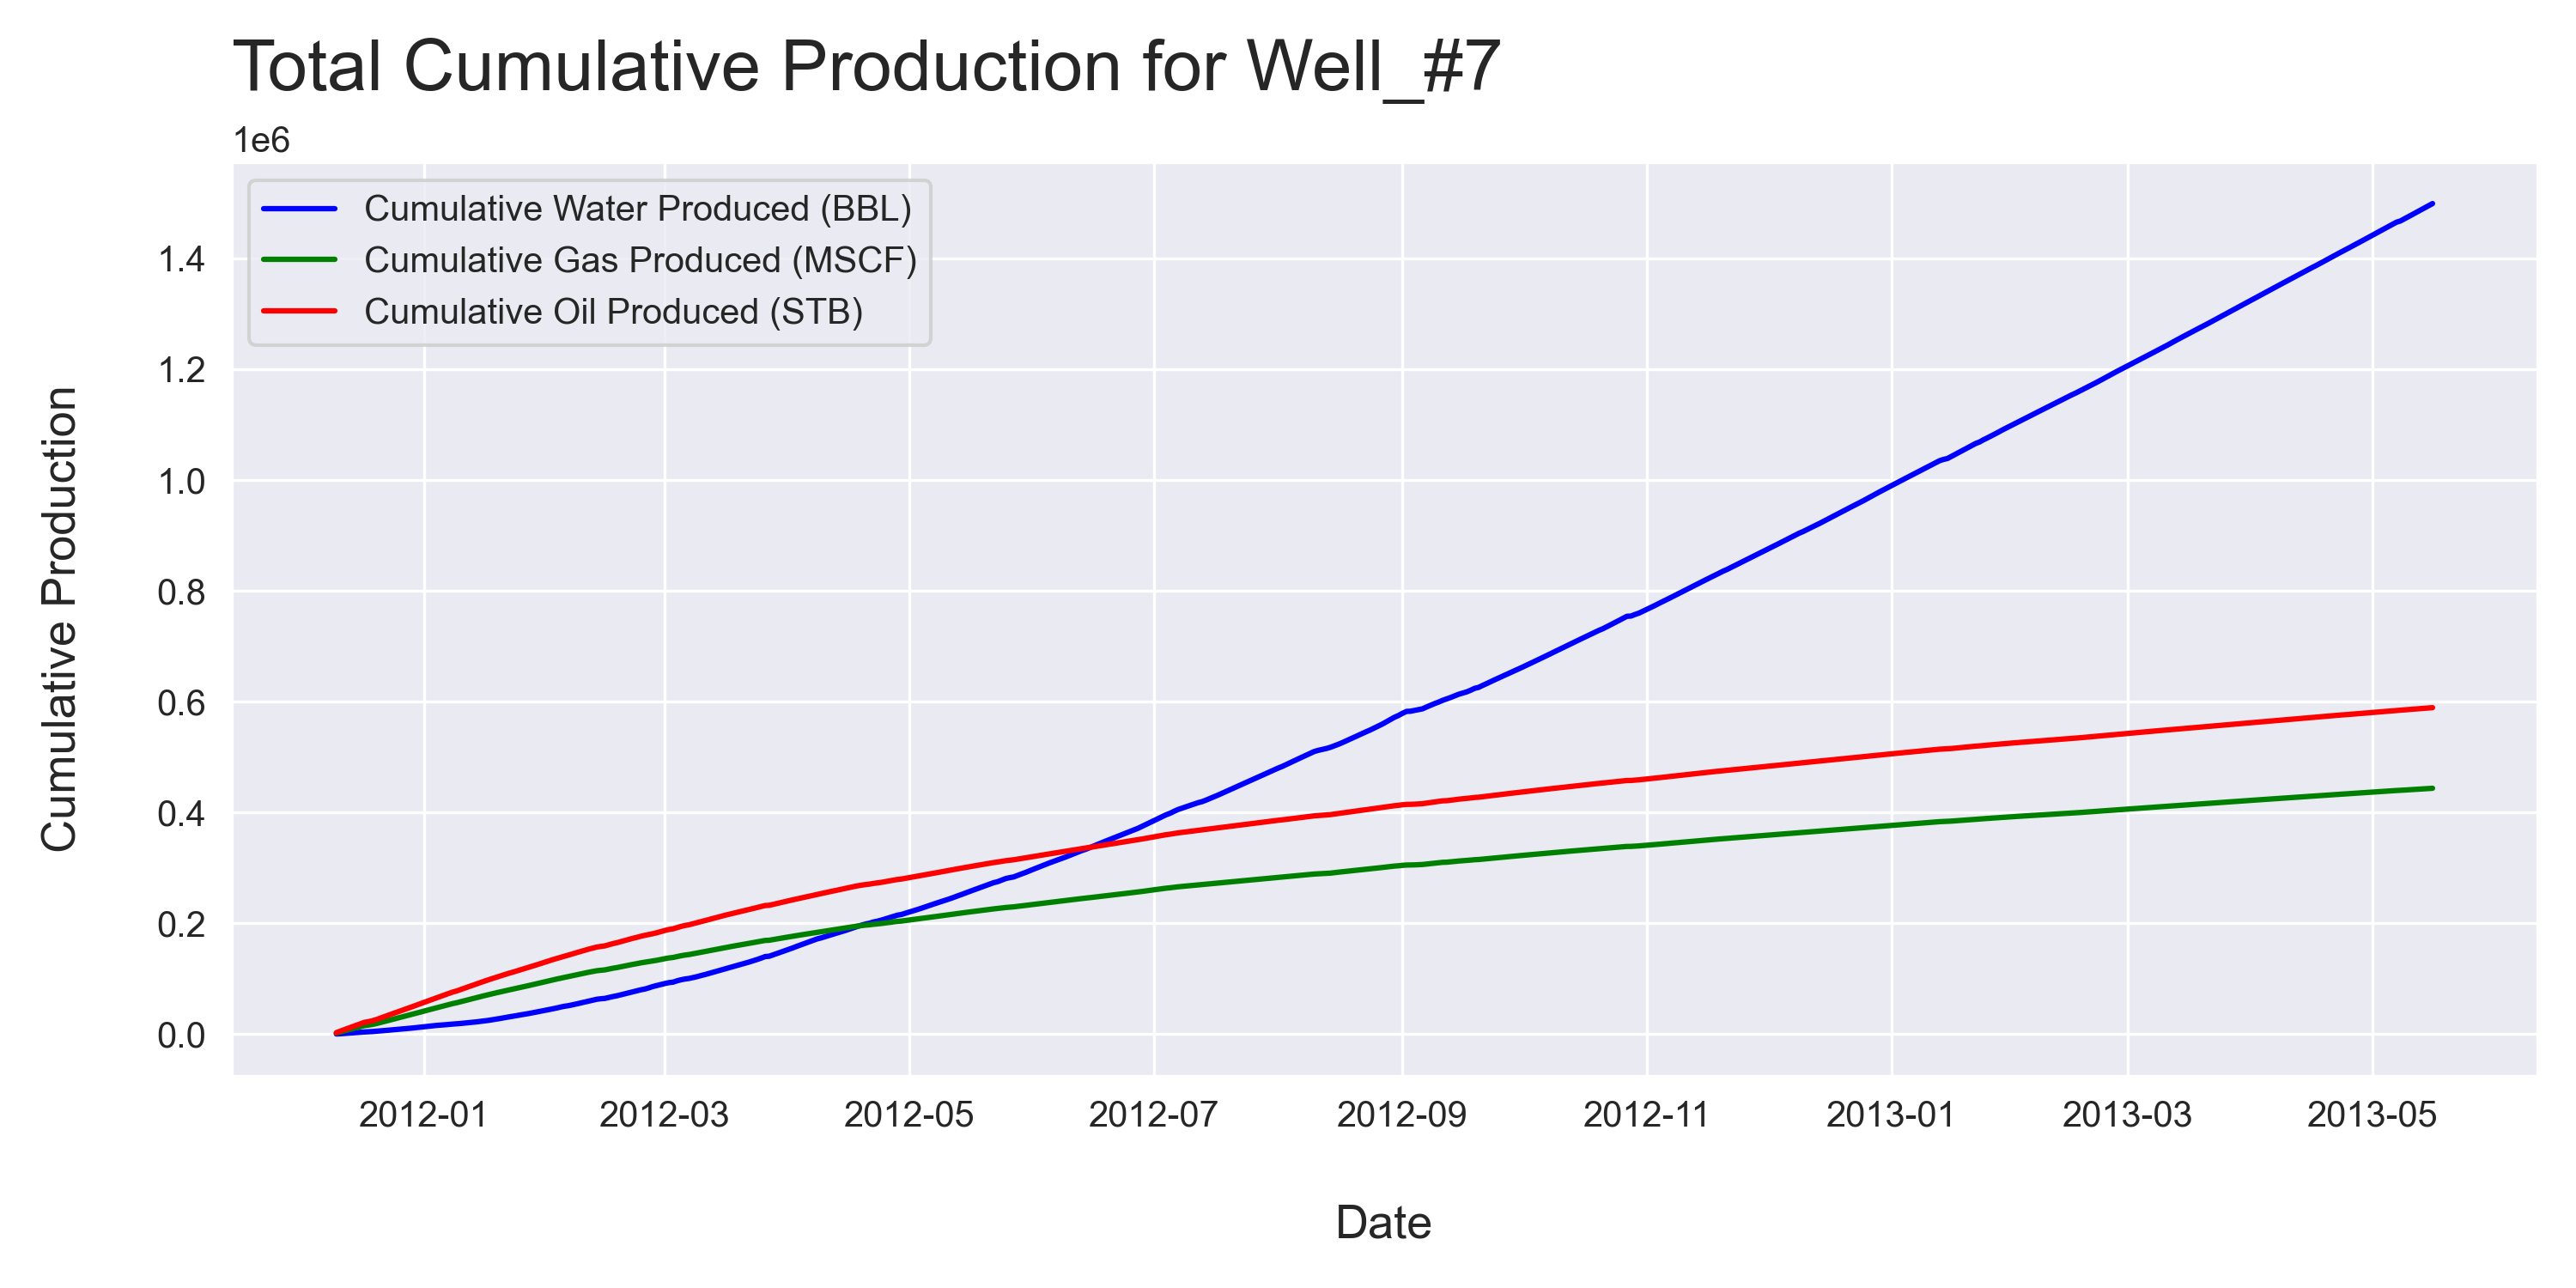 Total Cumulative Production for Well_#7
1e6
Cumulative Water Produced (BBL)
Cumulative Gas Produced (MSCF)
Cumulative Oil Produced (STB)
1.4
1.2
1.0
0.8
0.6
0.4
0.2
0.0
Cumulative Production
2012-01 2012-03 2012-05 2012-07 2012-09 2012-11 2013-01 2013-03 2013-05
Date